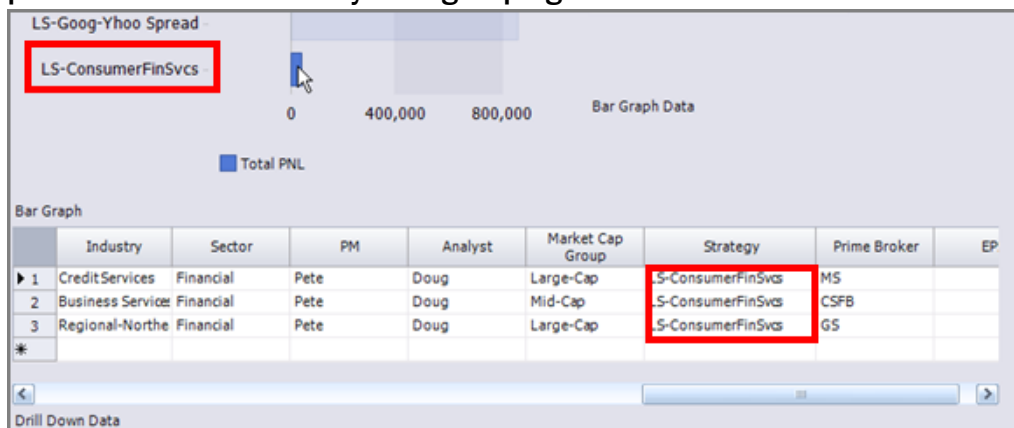 LS-Goog-Yhoo Spread
LS-ConsumerFinSvcs
0 400,000 800,000 Bar Graph Data
Total PNL
Bar Graph
Industry Sector PM Analyst Market Cap Group Strategy Prime Broker EP
1 CreditServices Financial Pete Doug Large-Cap LS-ConsumerFinSvcs MS
2 Business Services Financial Pete Doug Mid-Cap LS-ConsumerFinSvcs CSFB
3 Regional-Northe Financial Pete Doug Large-Cap LS-ConsumerFinSvcs GS
Drill Down Data